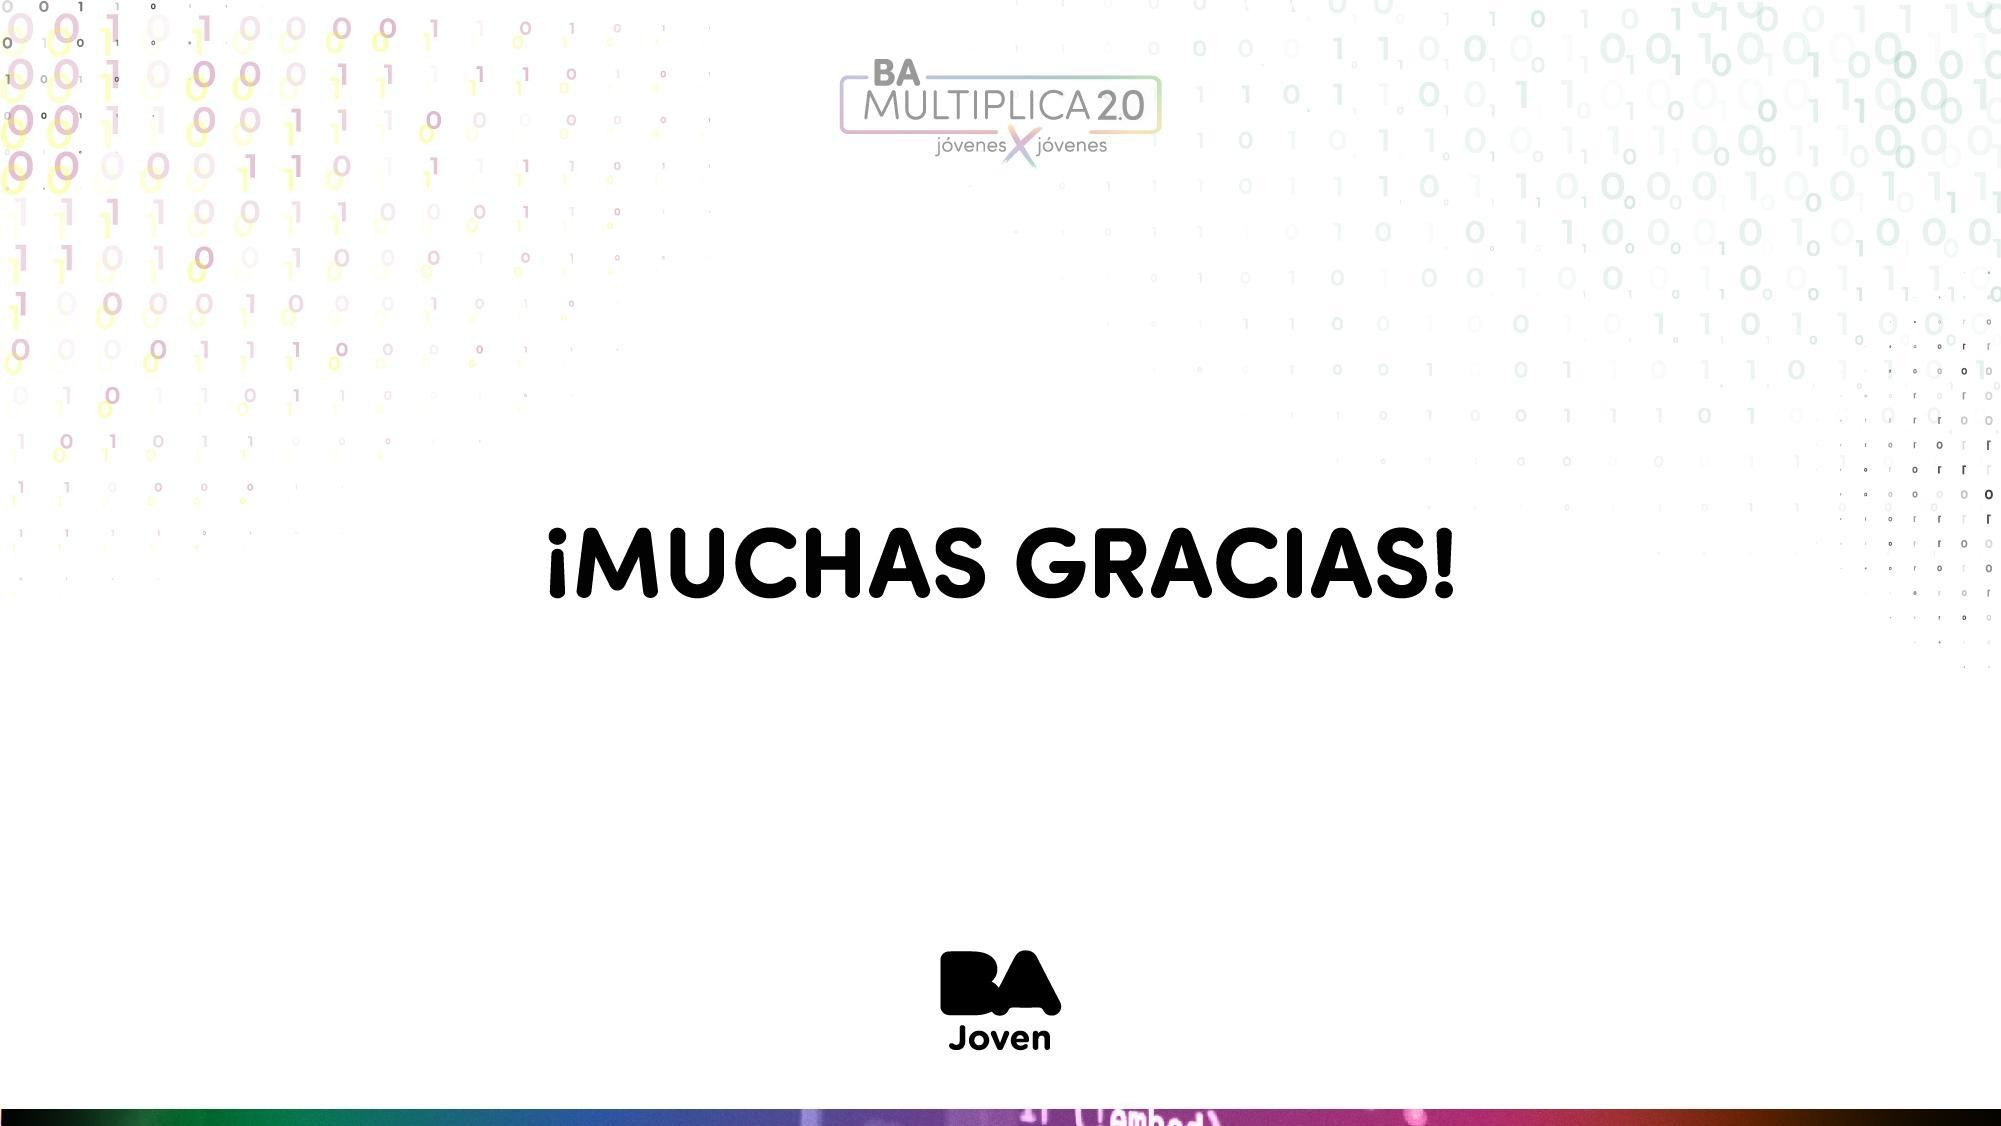 BA
MULTIPLICA 2.0
jóvenes X jóvenes
¡MUCHAS GRACIAS!
BA
Joven